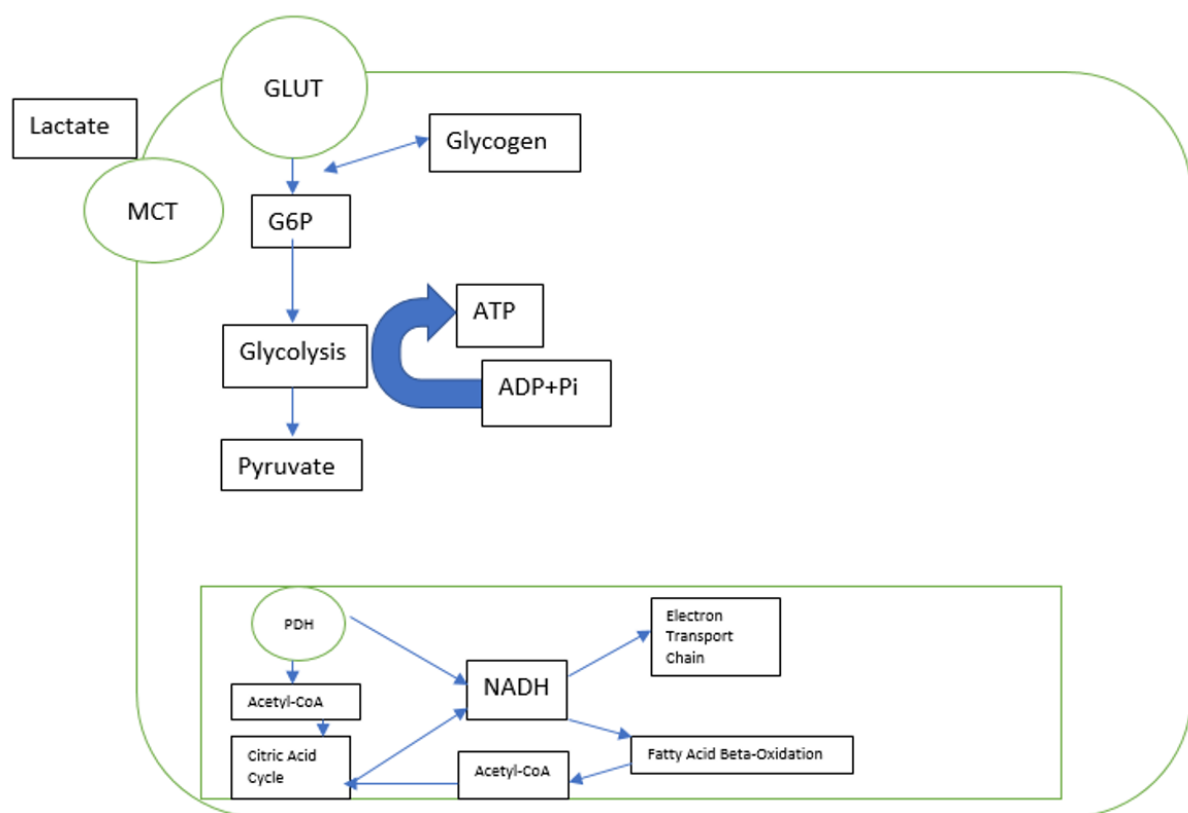 GLUT
Lactate
Glycogen
MCT
G6P
ATP
Glycolysis
ADP+Pi
Pyruvate
PDH
Electron
Transport
Chain
NADH
Acetyl-CoA
Citric Acid
Cycle
Acetyl-CoA
Fatty Acid Beta-Oxidation